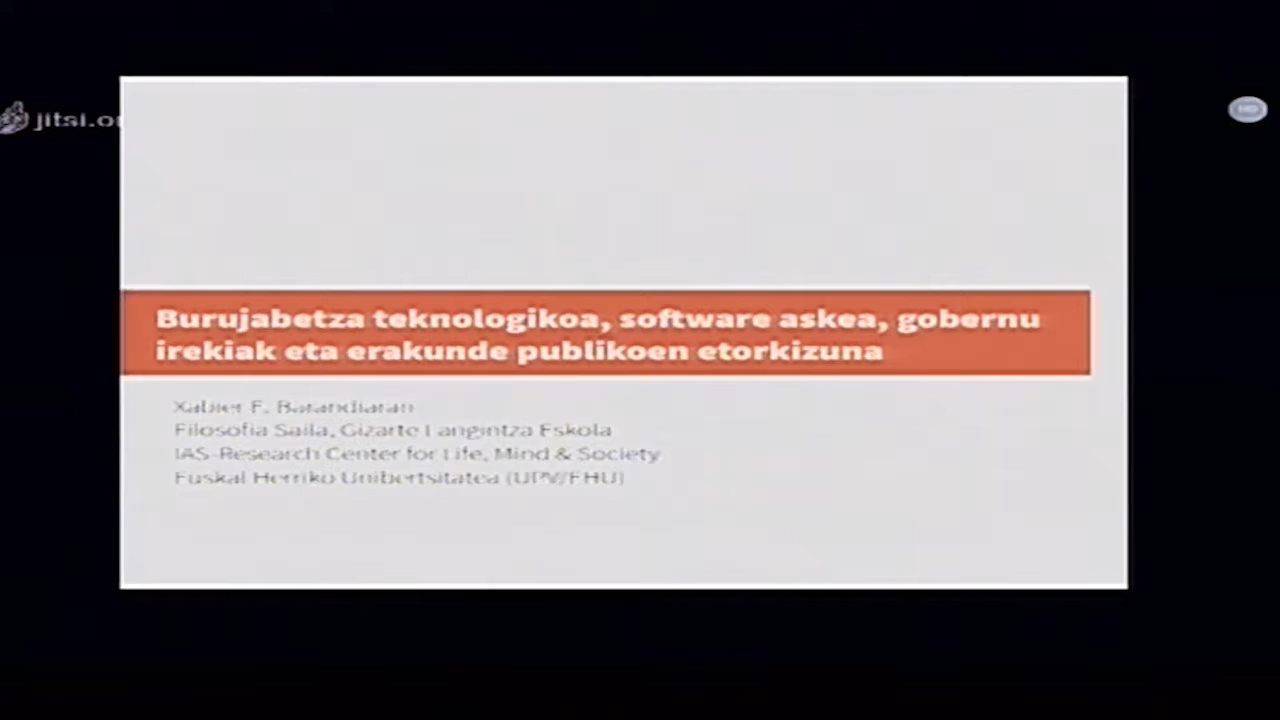 jitsi.o
HD
Burujabetza teknologikoa, software askea, gobernu
irekiak eta erakunde publikoen etorkizuna
Xabier E. Barandiaran
Filosofia Saila, Gizarte Langintza Eskola
IAS-Research Center for Life, Mind & Society
Euskal Herriko Unibertsitatea (UPV/EHU)